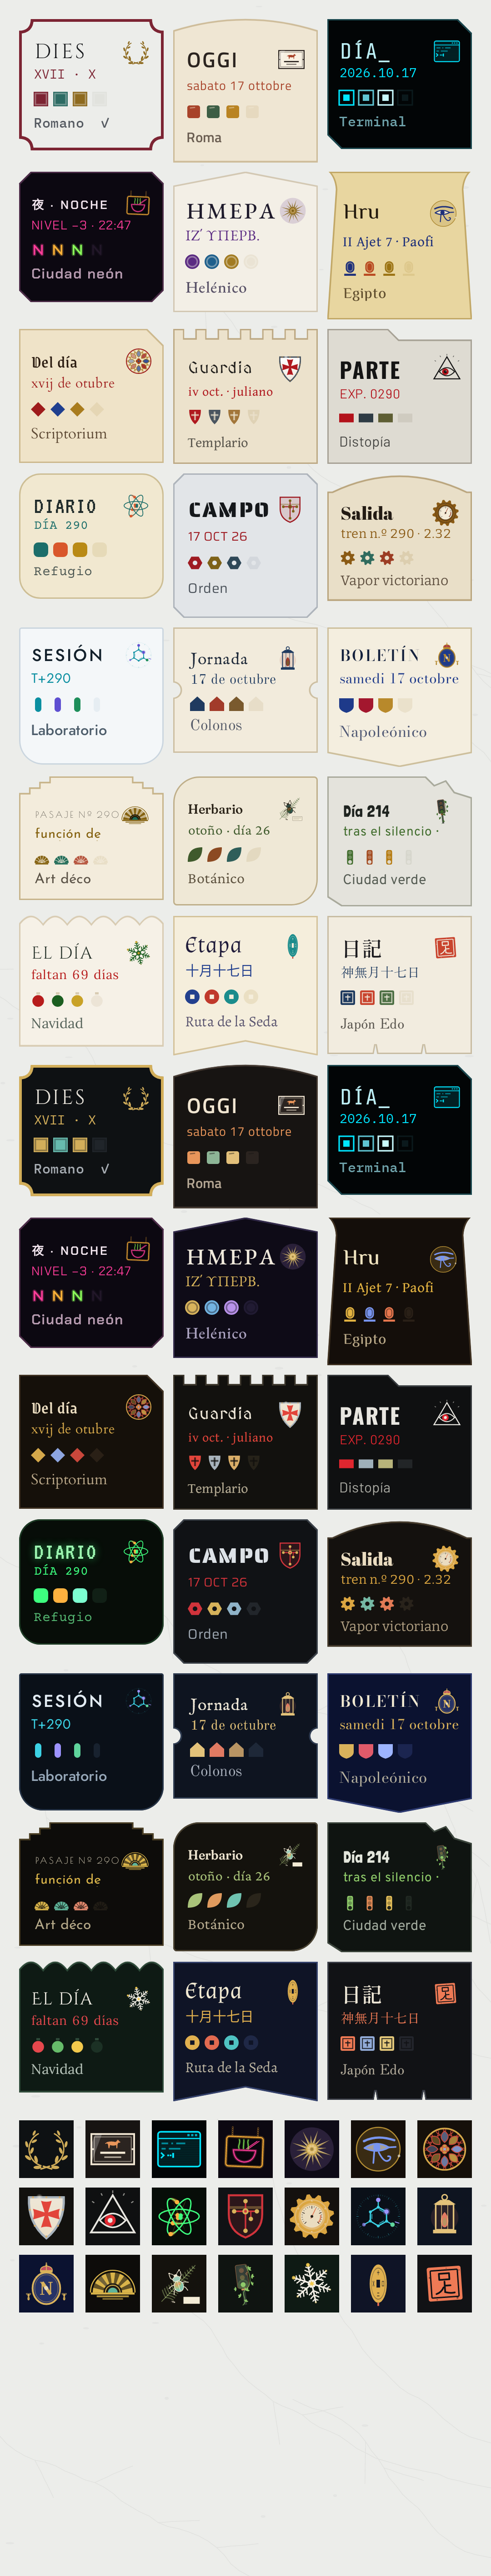 DIES
XVII · X
Romano √
OGGI
sabato 17 ottobre
Roma
DÍA_
2026.10.17
Terminal
夜 · NOCHE
NIVEL −3 · 22:47
N N N N
Ciudad neón
ΗΜΕΡΑ
ΙΖ΄ ΥΠΕΡΒ.
Helénico
Hru
II Ajet 7 · Paofi
Egipto
Del día
xvij de otubre
Scriptorium
Guardia
iv oct. · juliano
Templario
PARTE
EXP. 0290
Distopía
DIARIO
DÍA 290
Refugio
CAMPO
17 OCT 26
Orden
Salida
tren n.º 290 · 2.32
Vapor victoriano
SESIÓN
T+290
Laboratorio
Jornada
17 de octubre
Colonos
BOLETÍN
N
samedi 17 octobre
Napoleónico
PASAJE Nº 290
función de
Art déco
Herbario
otoño · día 26
Botánico
Día 214
tras el silencio ·
Ciudad verde
EL DÍA
faltan 69 días
Navidad
Etapa
十月十七日
Ruta de la Seda
日記
足
神無月十七日
Japón Edo
DIES
XVII · X
Romano √
OGGI
sabato 17 ottobre
Roma
DÍA_
2026.10.17
Terminal
夜 · NOCHE
NIVEL −3 · 22:47
N N N N
Ciudad neón
ΗΜΕΡΑ
ΙΖ΄ ΥΠΕΡΒ.
Helénico
Hru
II Ajet 7 · Paofi
Egipto
Del día
xvij de otubre
Scriptorium
Guardia
iv oct. · juliano
Templario
PARTE
EXP. 0290
Distopía
DIARIO
DÍA 290
Refugio
CAMPO
17 OCT 26
Orden
Salida
tren n.º 290 · 2.32
Vapor victoriano
SESIÓN
T+290
Laboratorio
Jornada
17 de octubre
Colonos
BOLETÍN
N
samedi 17 octobre
Napoleónico
PASAJE Nº 290
función de
Art déco
Herbario
otoño · día 26
Botánico
Día 214
tras el silencio ·
Ciudad verde
EL DÍA
faltan 69 días
Navidad
Etapa
十月十七日
Ruta de la Seda
日記
足
神無月十七日
Japón Edo
N
足